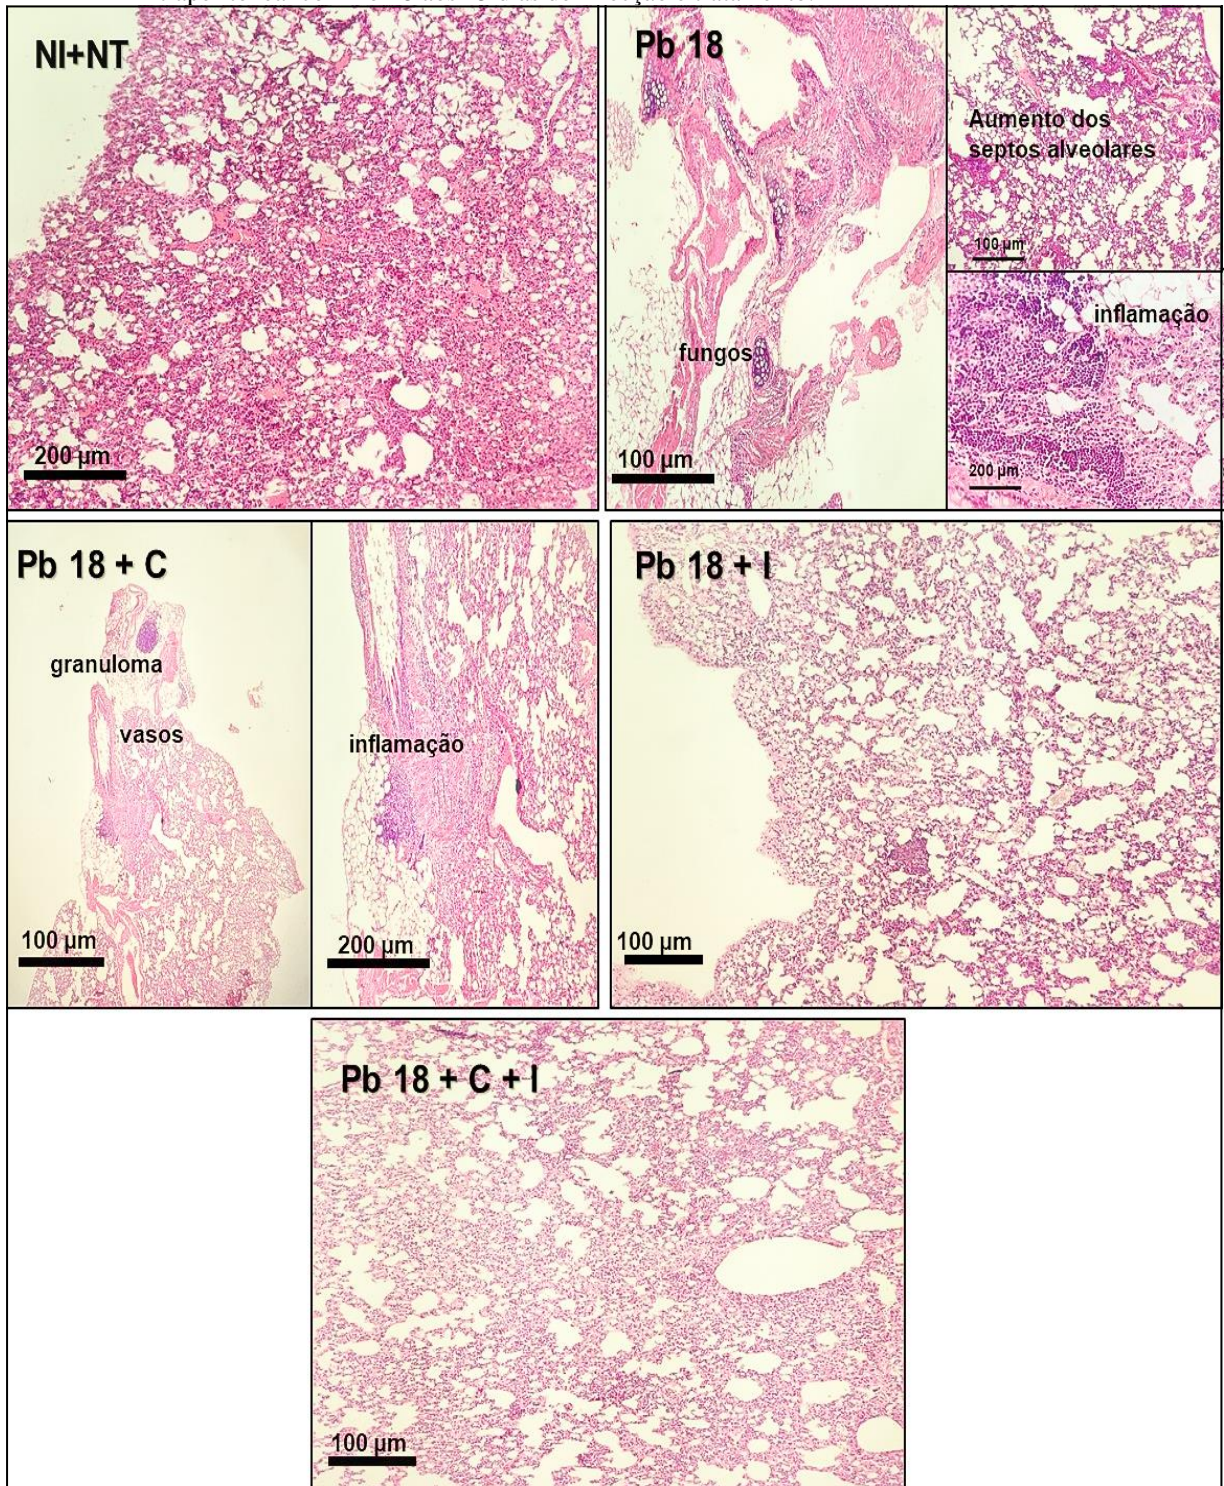 NI+NT
200 µm
Pb 18
fungos
100 µm
Aumento dos
septos alveolares
100 µm
inflamação
200 µm
Pb 18 + C
granuloma
vasos
100 µm
inflamação
200 µm
Pb 18 + I
100 µm
Pb 18 + C + I
100 µm